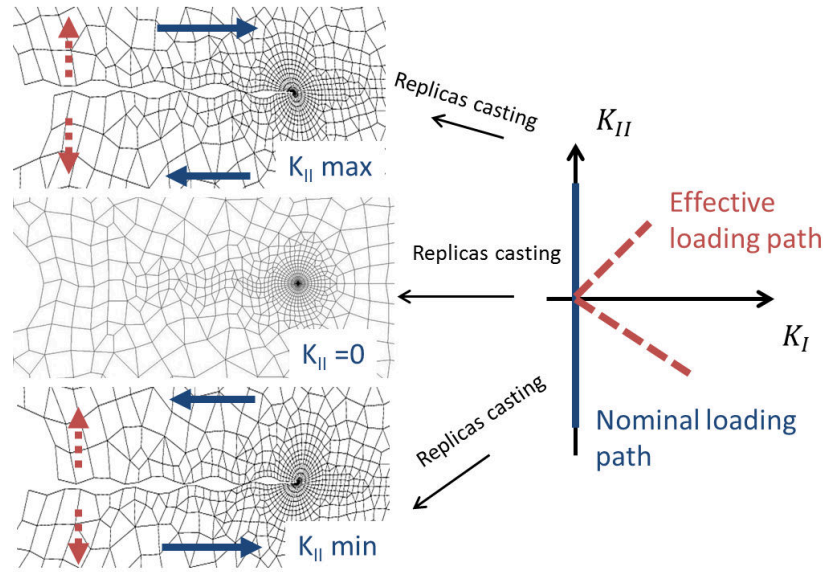 K_II max
Replicas casting
K_II
Effective
loading path
Replicas casting
K_II =0
K_I
Replicas casting
Nominal loading
path
K_II min